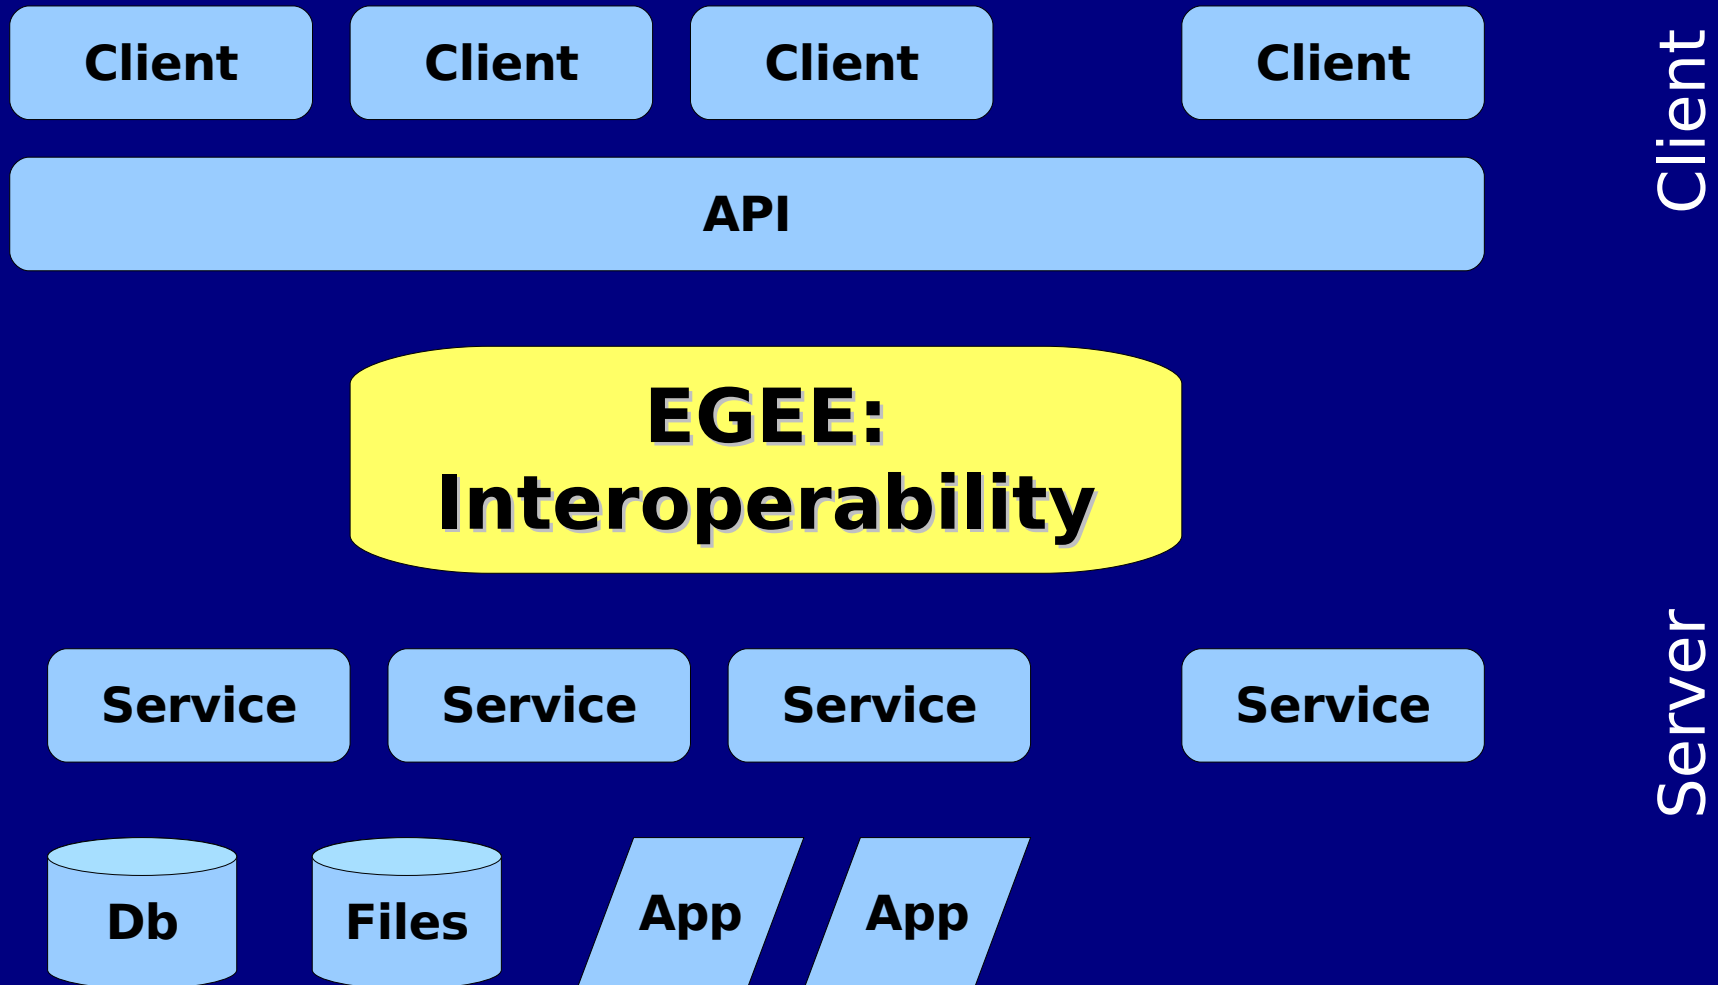 Client
Client
Client
Client
API
Client
EGEE:
Interoperability
Service
Service
Service
Service
Server
Db
Files
App
App